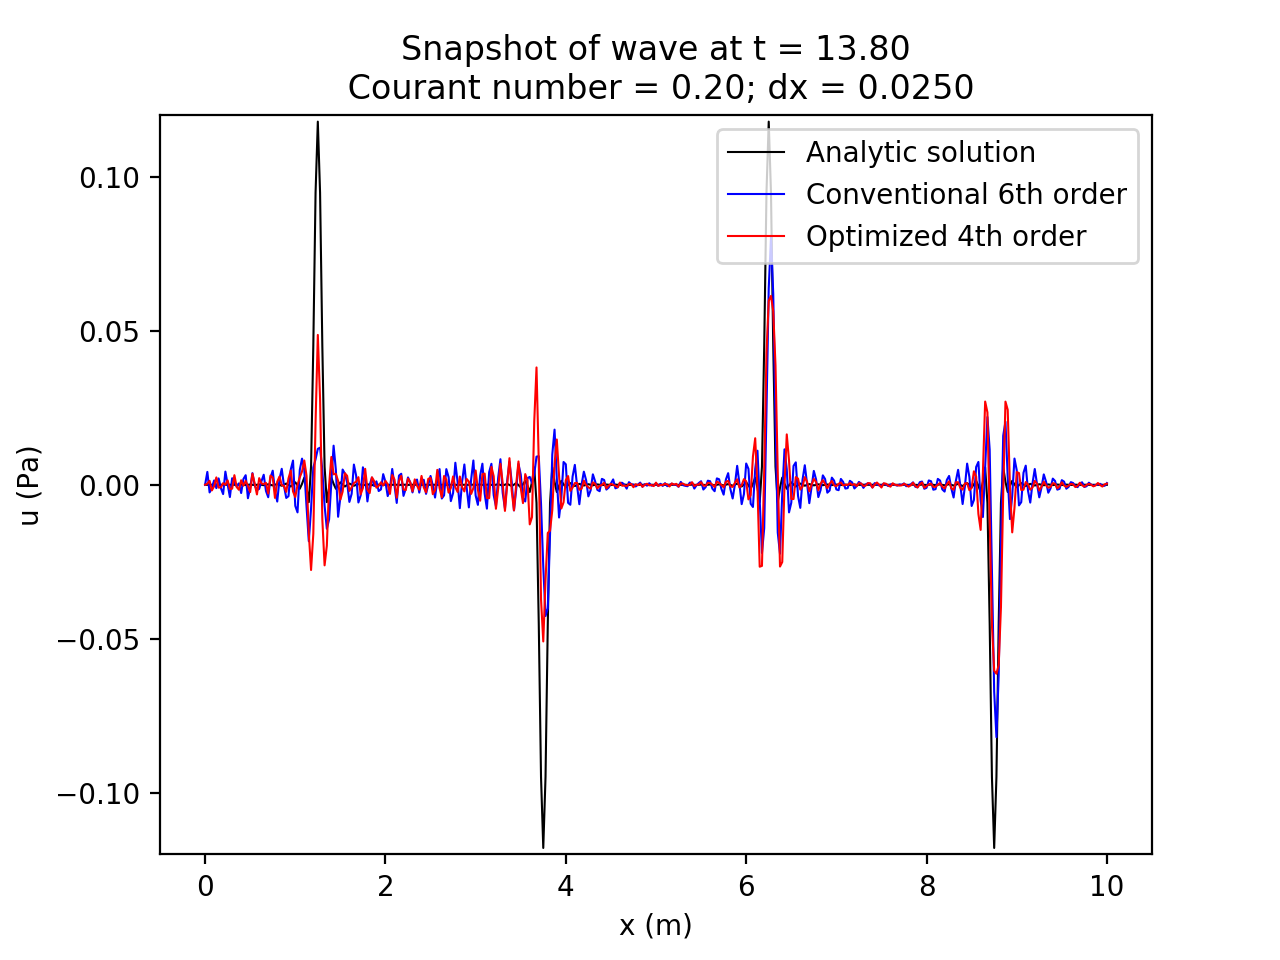 Snapshot of wave at t = 13.80
Courant number = 0.20; dx = 0.0250
Analytic solution
Conventional 6th order
Optimized 4th order
0.10
0.05
0.00
−0.05
−0.10
u (Pa)
0 2 4 6 8 10
x (m)